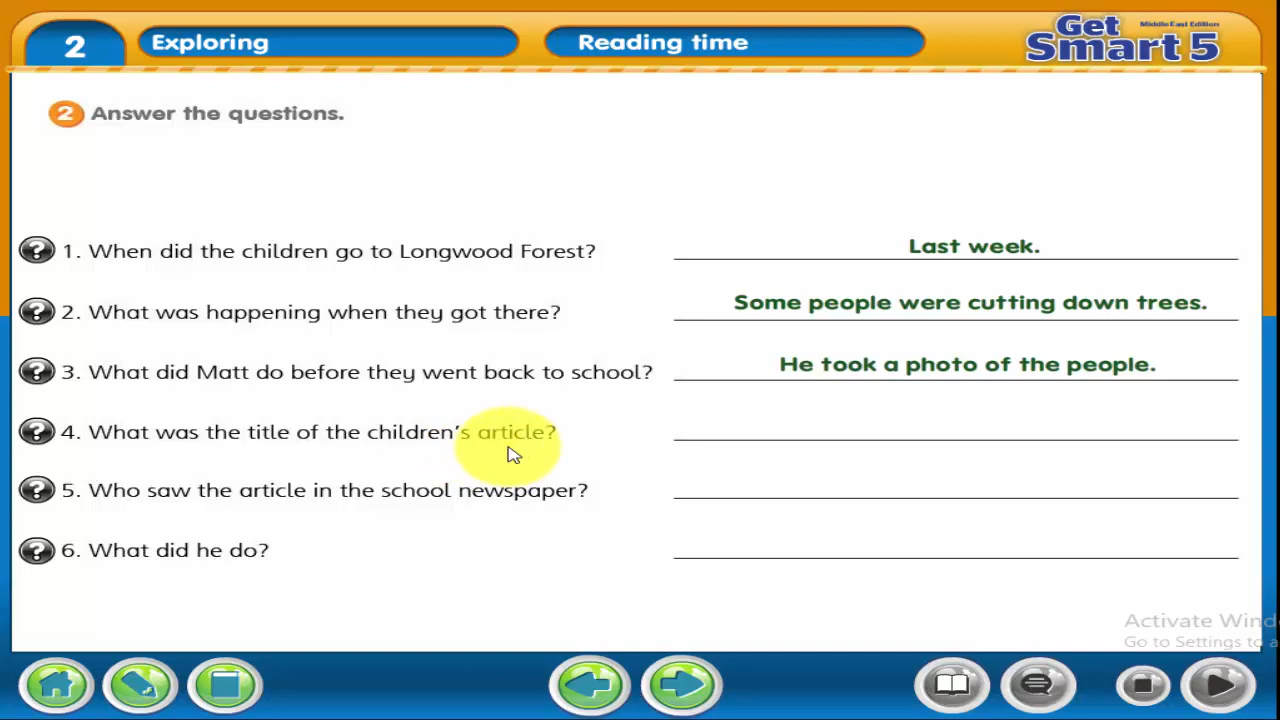 2
Exploring
Reading time
Middle East Edition
Get
Smart 5
2 Answer the questions.
1. When did the children go to Longwood Forest?
Last week.
2. What was happening when they got there?
Some people were cutting down trees.
3. What did Matt do before they went back to school?
He took a photo of the people.
4. What was the title of the children's article?
5. Who saw the article in the school newspaper?
6. What did he do?
Activate Wind
Go to Settings to a